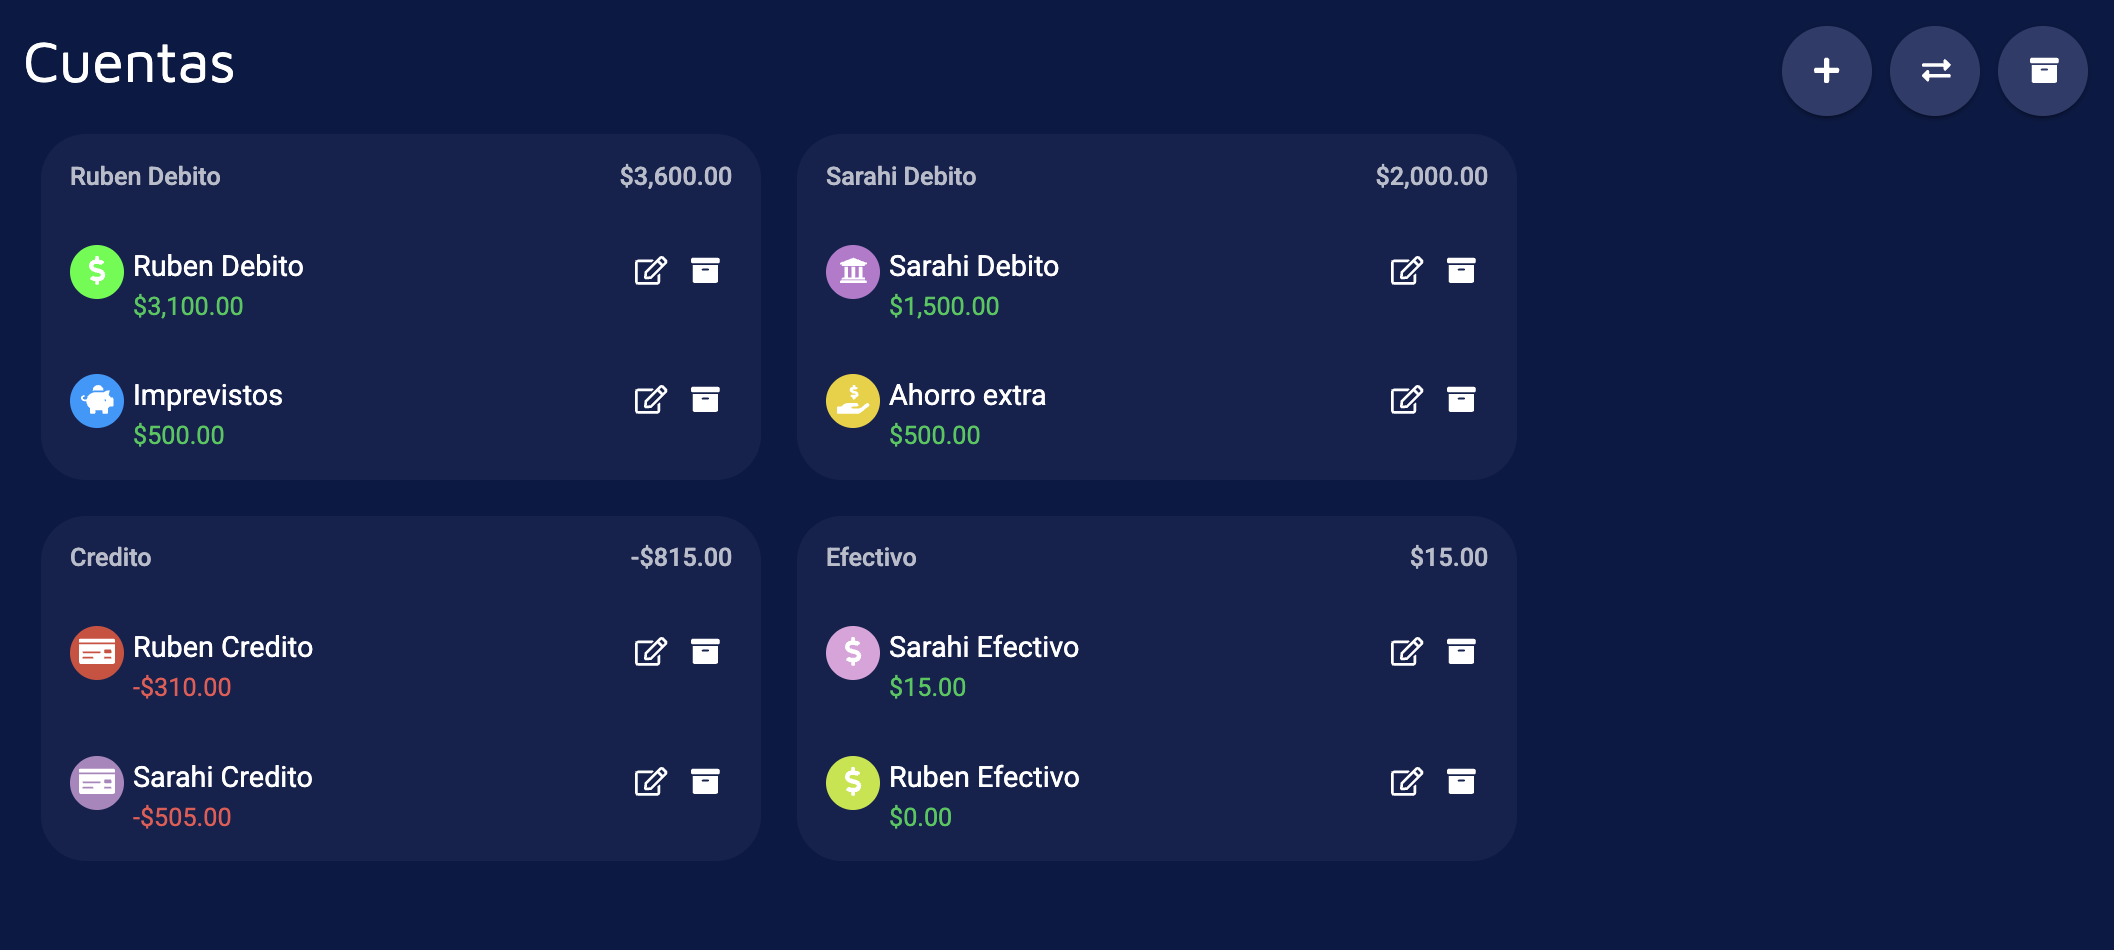 Cuentas
Ruben Debito $3,600.00
Ruben Debito
$3,100.00
Imprevistos
$500.00
Sarahi Debito $2,000.00
Sarahi Debito
$1,500.00
Ahorro extra
$500.00
Credito -$815.00
Ruben Credito
-$310.00
Sarahi Credito
-$505.00
Efectivo $15.00
Sarahi Efectivo
$15.00
Ruben Efectivo
$0.00